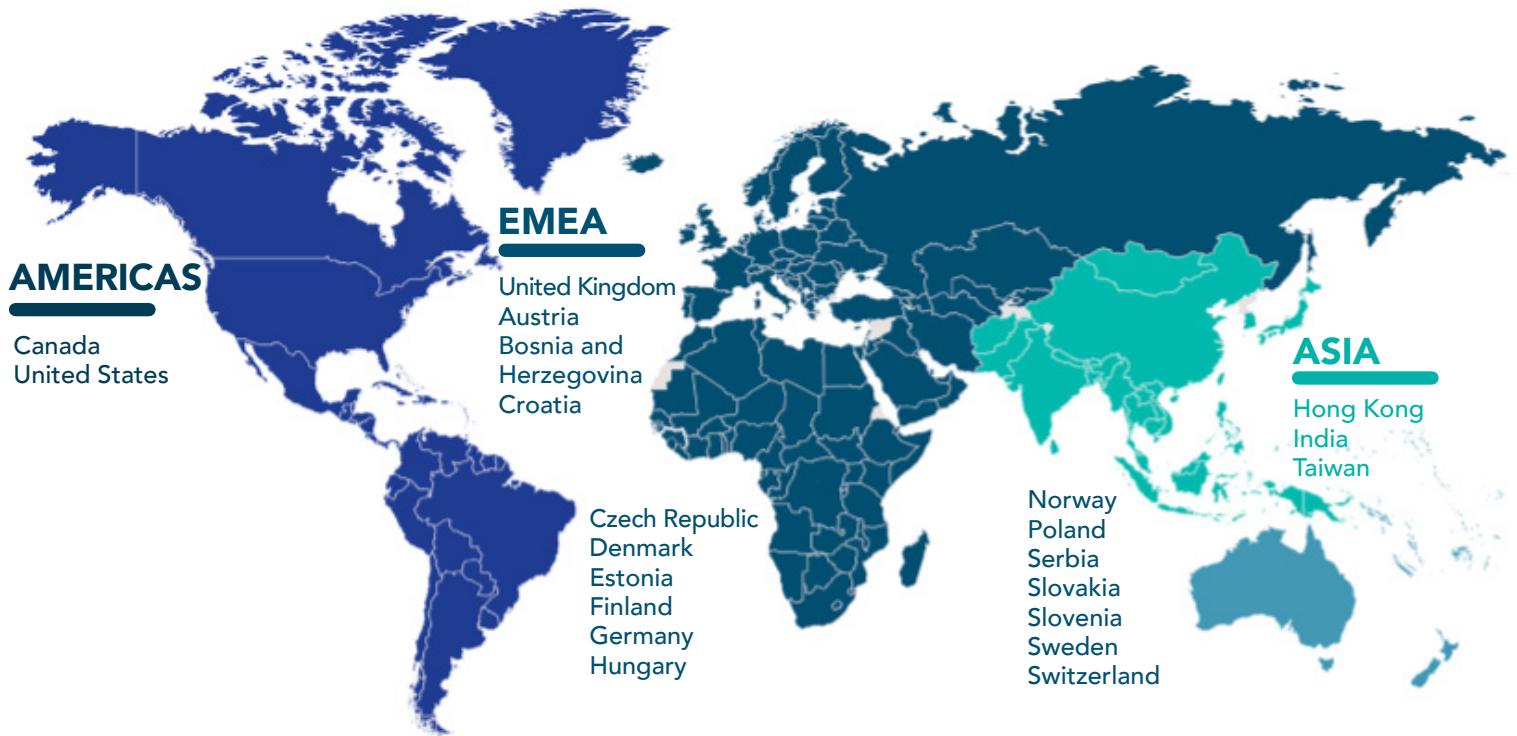 AMERICAS
Canada
United States
EMEA
United Kingdom
Austria
Bosnia and
Herzegovina
Croatia
Czech Republic
Denmark
Estonia
Finland
Germany
Hungary
Norway
Poland
Serbia
Slovakia
Slovenia
Sweden
Switzerland
ASIA
Hong Kong
India
Taiwan